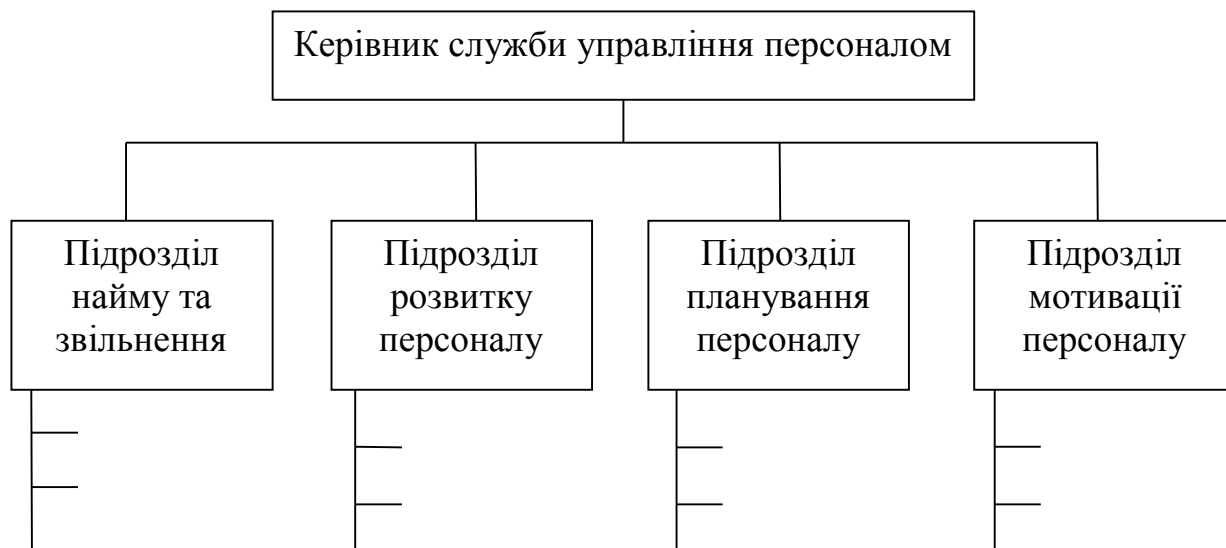 Керівник служби управління персоналом
Підрозділ
найму та
звільнення
Підрозділ
розвитку
персоналу
Підрозділ
планування
персоналу
Підрозділ
мотивації
персоналу